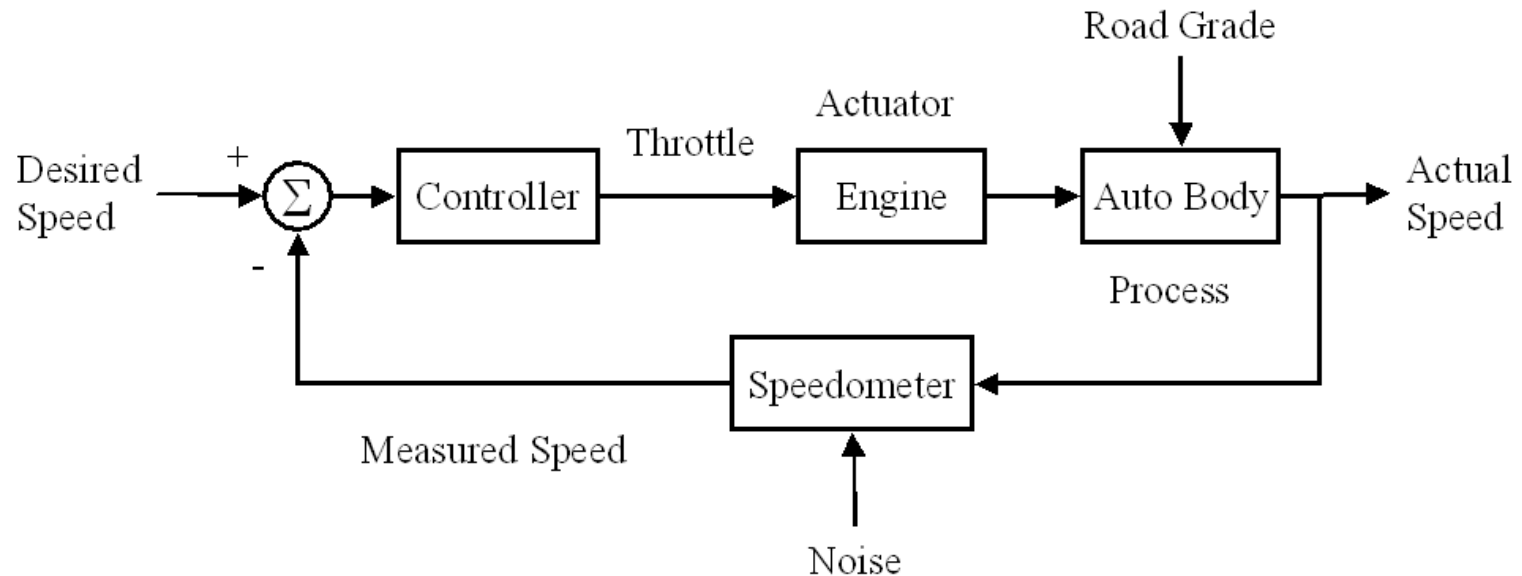 Road Grade
Actuator
Throttle
Desired
Speed
+
Σ
-
Controller
Engine
Auto Body
Actual
Speed
Process
Speedometer
Measured Speed
Noise